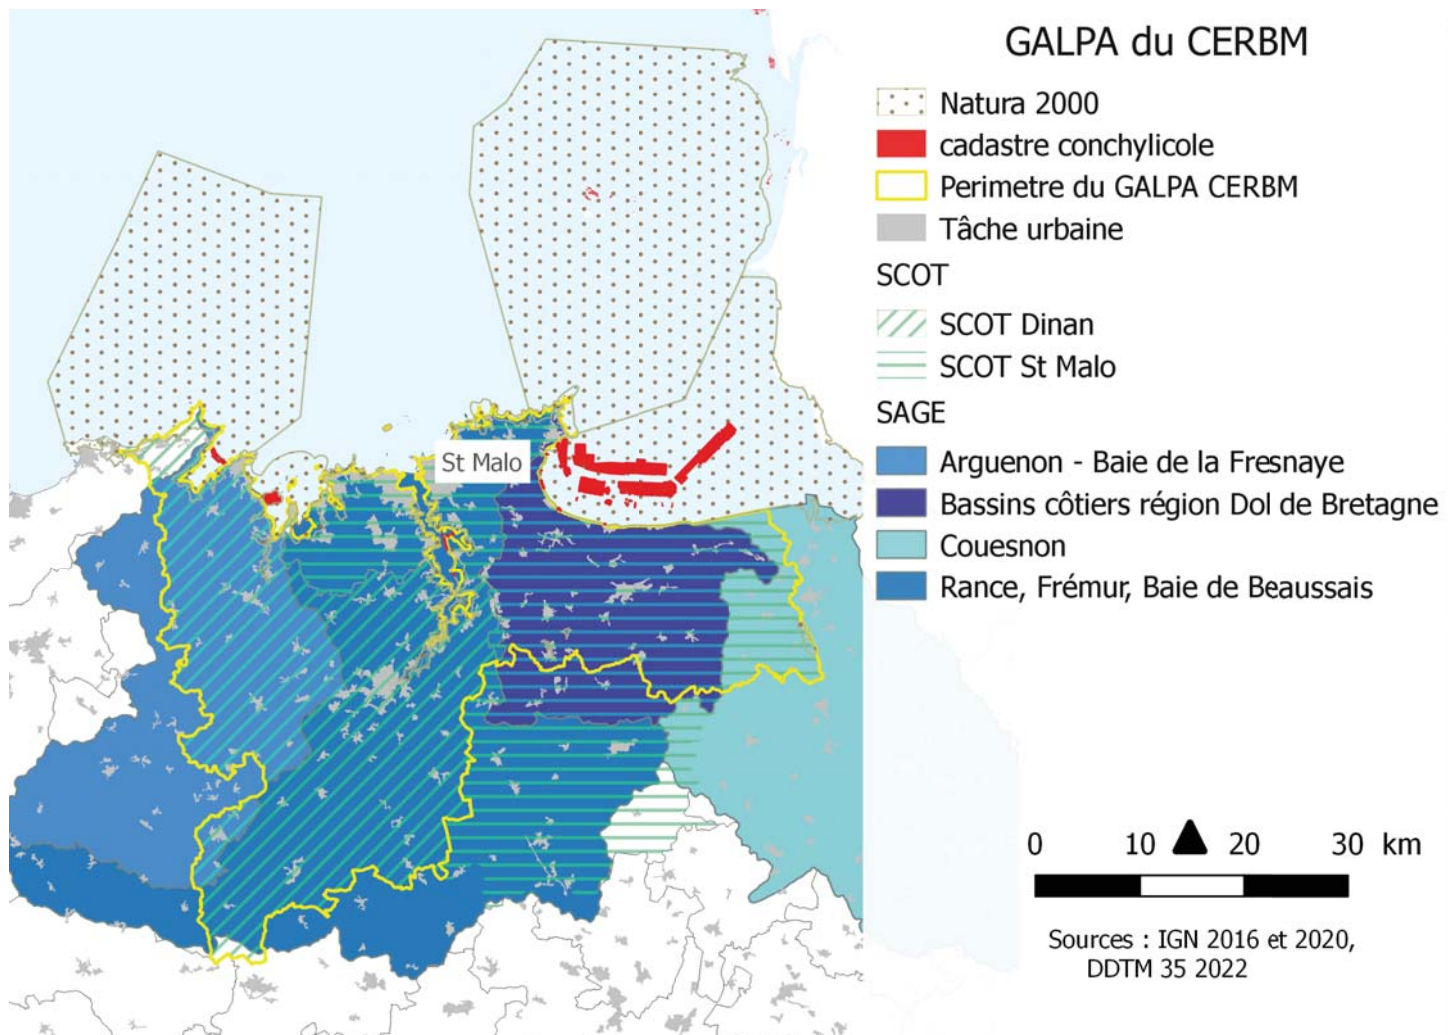 GALPA du CERBM
Natura 2000
cadastre conchylicole
Perimetre du GALPA CERBM
Tâche urbaine
SCOT
SCOT Dinan
SCOT St Malo
SAGE
Arguenon - Baie de la Fresnaye
Bassins côtiers région Dol de Bretagne
Couesnon
Rance, Frémur, Baie de Beaussais
St Malo
0 10 20 30 km
Sources : IGN 2016 et 2020,
DDTM 35 2022